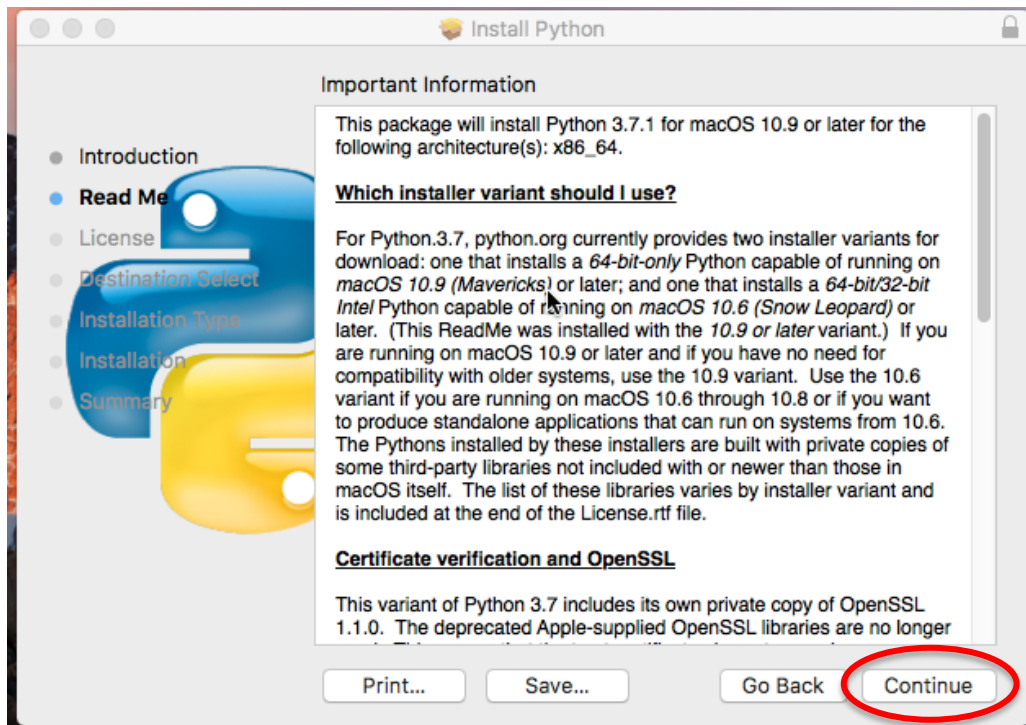 Install Python
Important Information
Introduction
Read Me
License
Destination Select
Installation Type
Installation
Summary
This package will install Python 3.7.1 for macOS 10.9 or later for the
following architecture(s): x86_64.
Which installer variant should I use?
For Python.3.7, python.org currently provides two installer variants for
download: one that installs a 64-bit-only Python capable of running on
macOS 10.9 (Mavericks) or later; and one that installs a 64-bit/32-bit
Intel Python capable of running on macOS 10.6 (Snow Leopard) or
later. (This ReadMe was installed with the 10.9 or later variant.) If you
are running on macOS 10.9 or later and if you have no need for
compatibility with older systems, use the 10.9 variant. Use the 10.6
variant if you are running on macOS 10.6 through 10.8 or if you want
to produce standalone applications that can run on systems from 10.6.
The Pythons installed by these installers are built with private copies of
some third-party libraries not included with or newer than those in
macOS itself. The list of these libraries varies by installer variant and
is included at the end of the License.rtf file.
Certificate verification and OpenSSL
This variant of Python 3.7 includes its own private copy of OpenSSL
1.1.0. The deprecated Apple-supplied OpenSSL libraries are no longer
Print...
Save...
Go Back
Continue